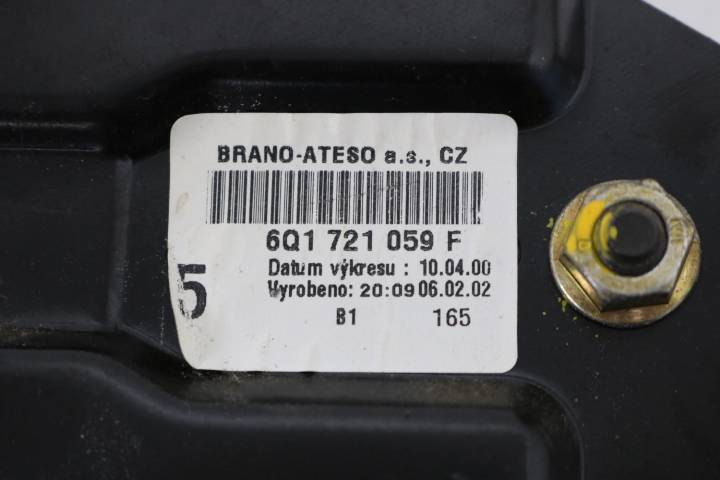 BRANO-ATESO a.s., CZ
6Q1 721 059 F
Datum výkresu : 10.04.00
5 Vyrobeno: 20:09 06.02.02
B1 165